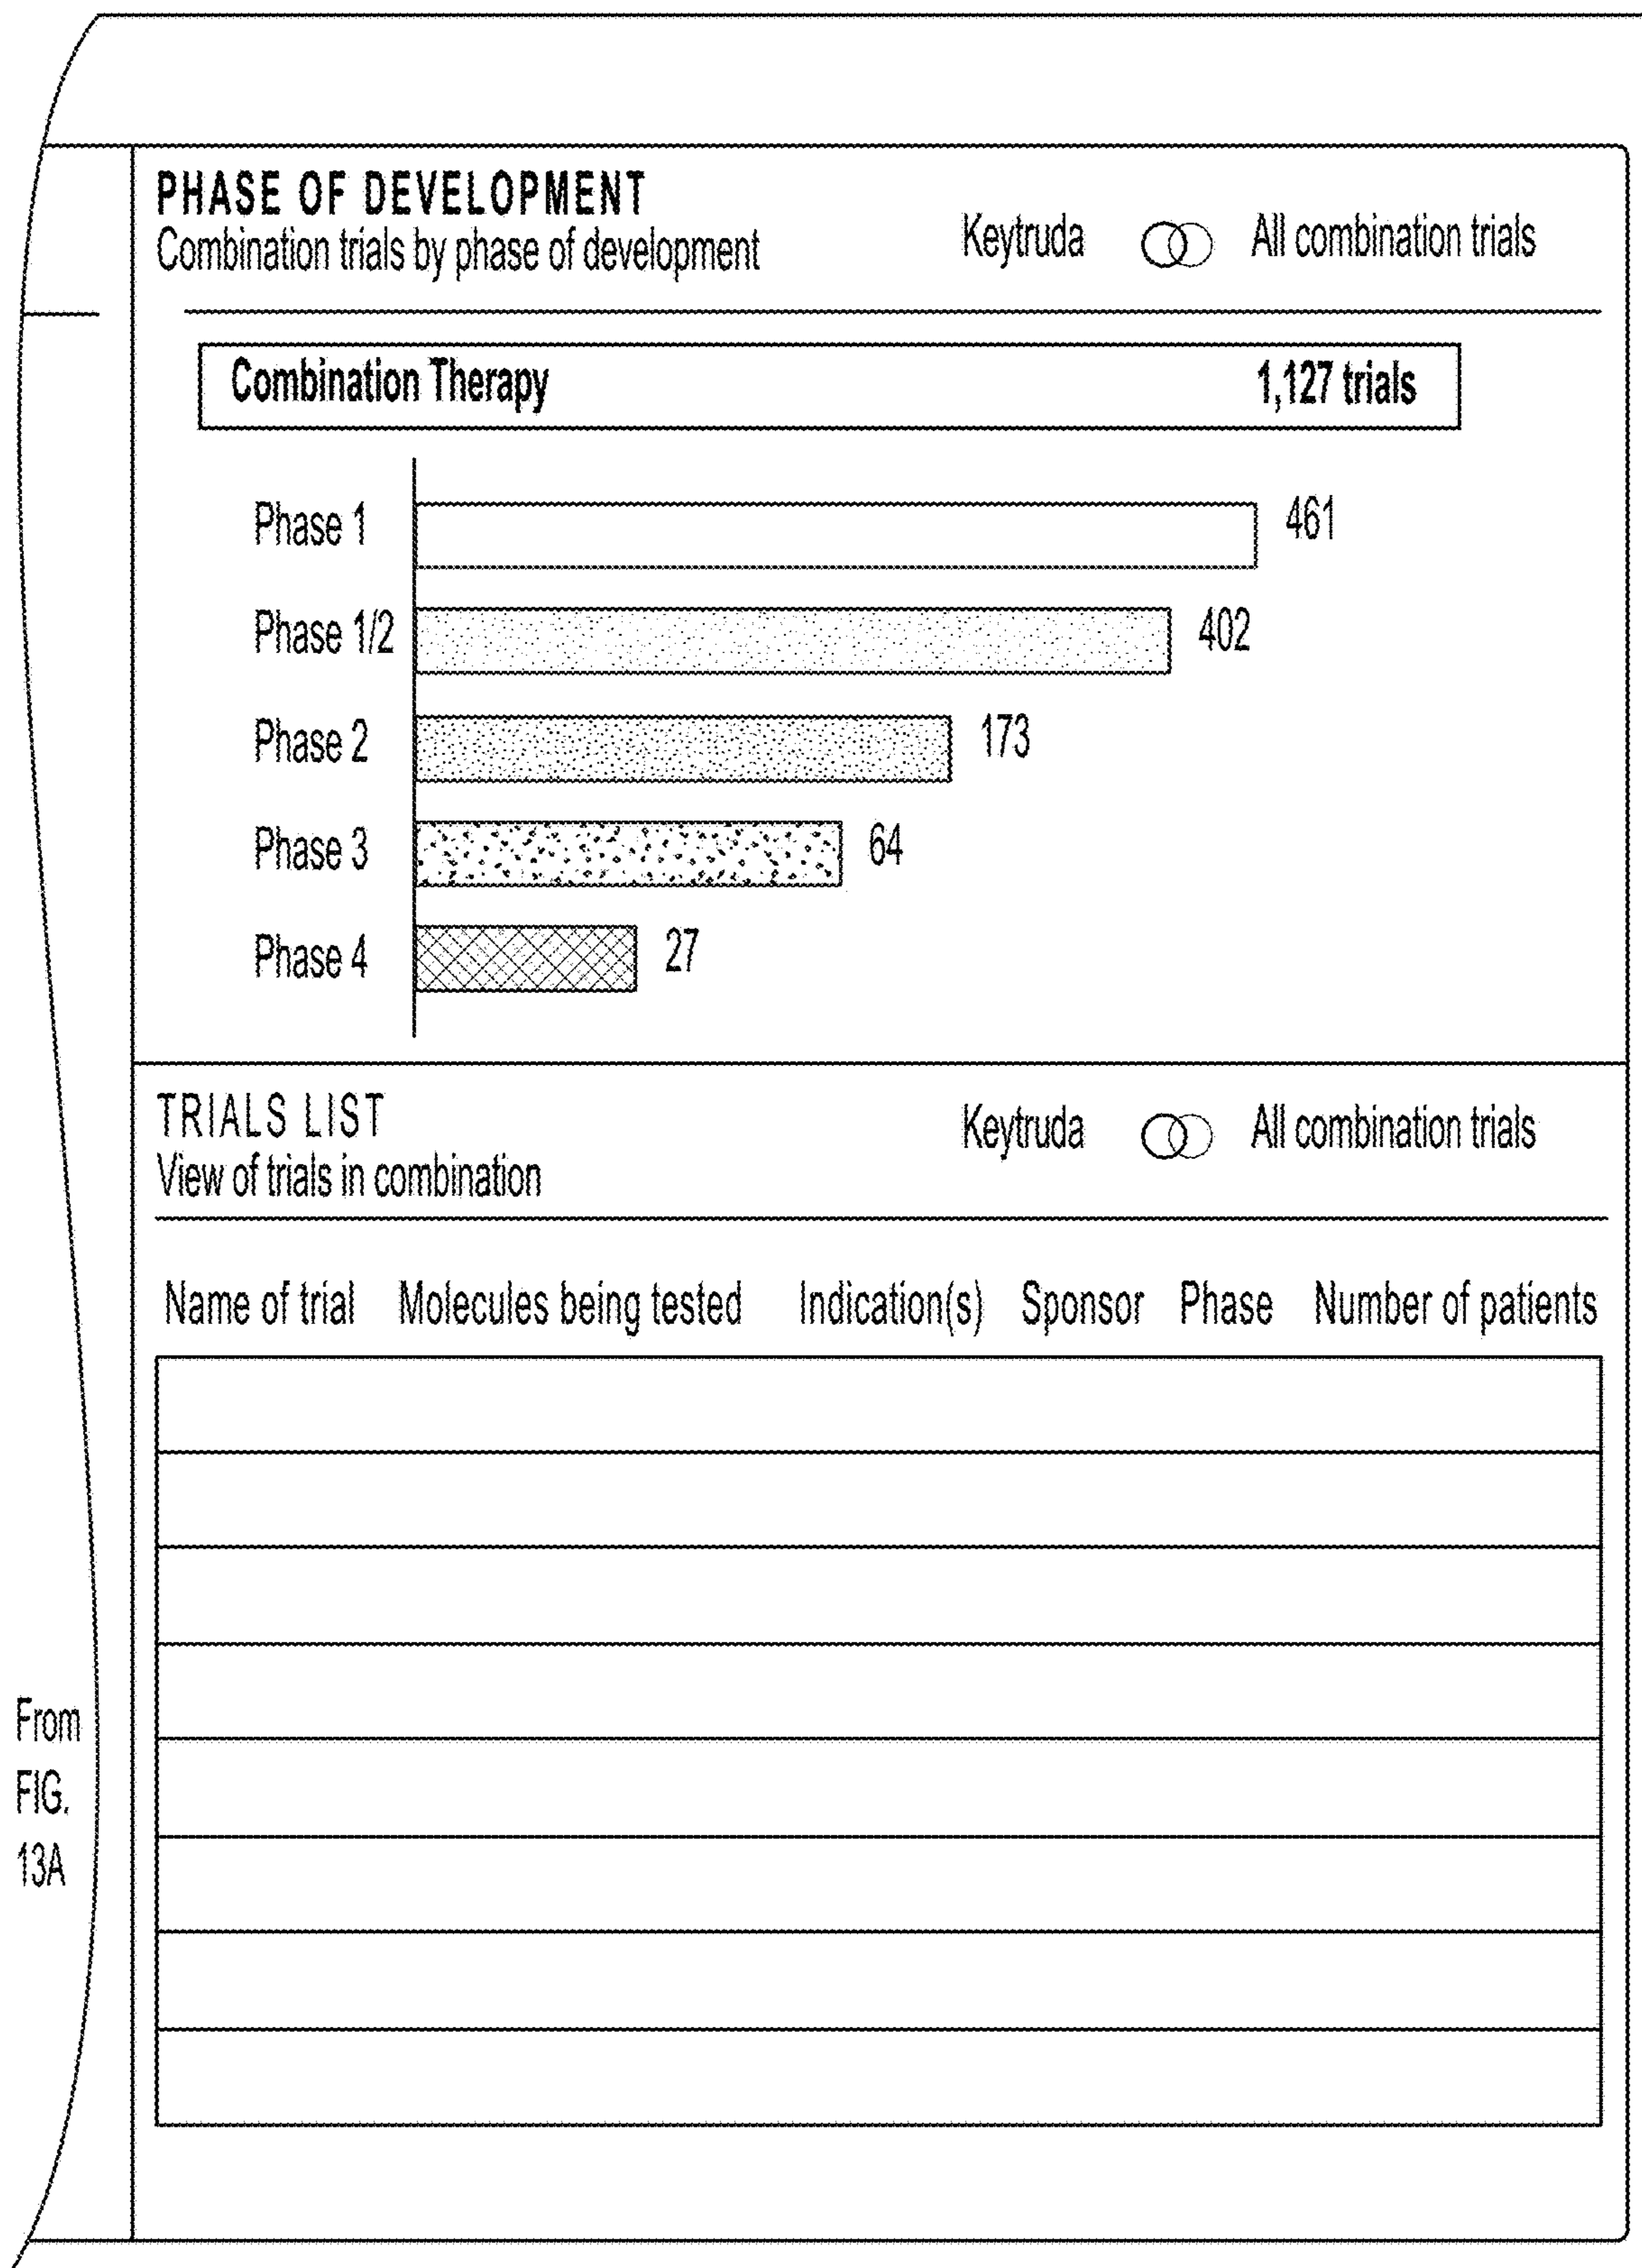 PHASE OF DEVELOPMENT
Combination trials by phase of development
Keytruda All combination trials
Combination Therapy 1,127 trials
Phase 1 461
Phase 1/2 402
Phase 2 173
Phase 3 64
Phase 4 27
TRIALS LIST
View of trials in combination
Keytruda All combination trials
Name of trial Molecules being tested Indication(s) Sponsor Phase Number of patients
From
FIG.
13A